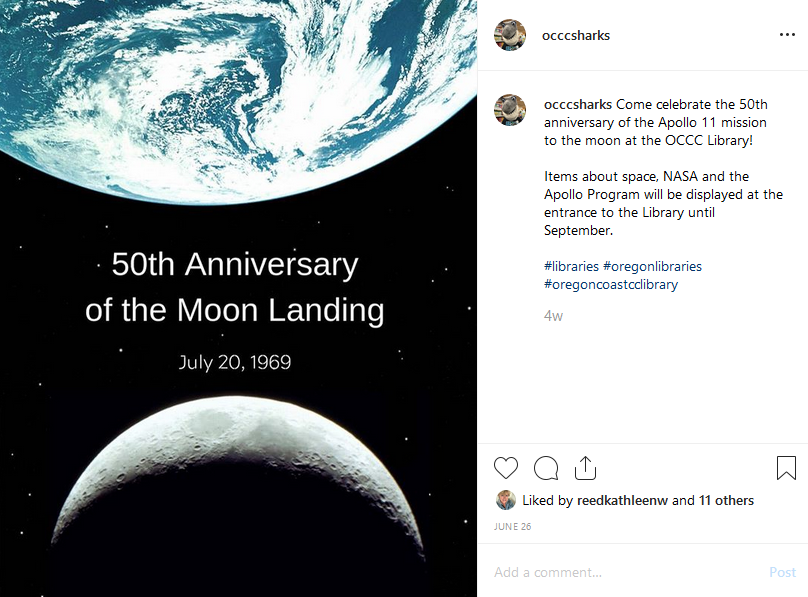 50th Anniversary
of the Moon Landing
July 20, 1969
occcsharks
occcsharks Come celebrate the 50th
anniversary of the Apollo 11 mission
to the moon at the OCCC Library!
Items about space, NASA and the
Apollo Program will be displayed at the
entrance to the Library until
September.
#libraries #oregonlibraries
#oregoncoastcclibrary
4w
Liked by reedkathleenw and 11 others
JUNE 26
Add a comment...
Post